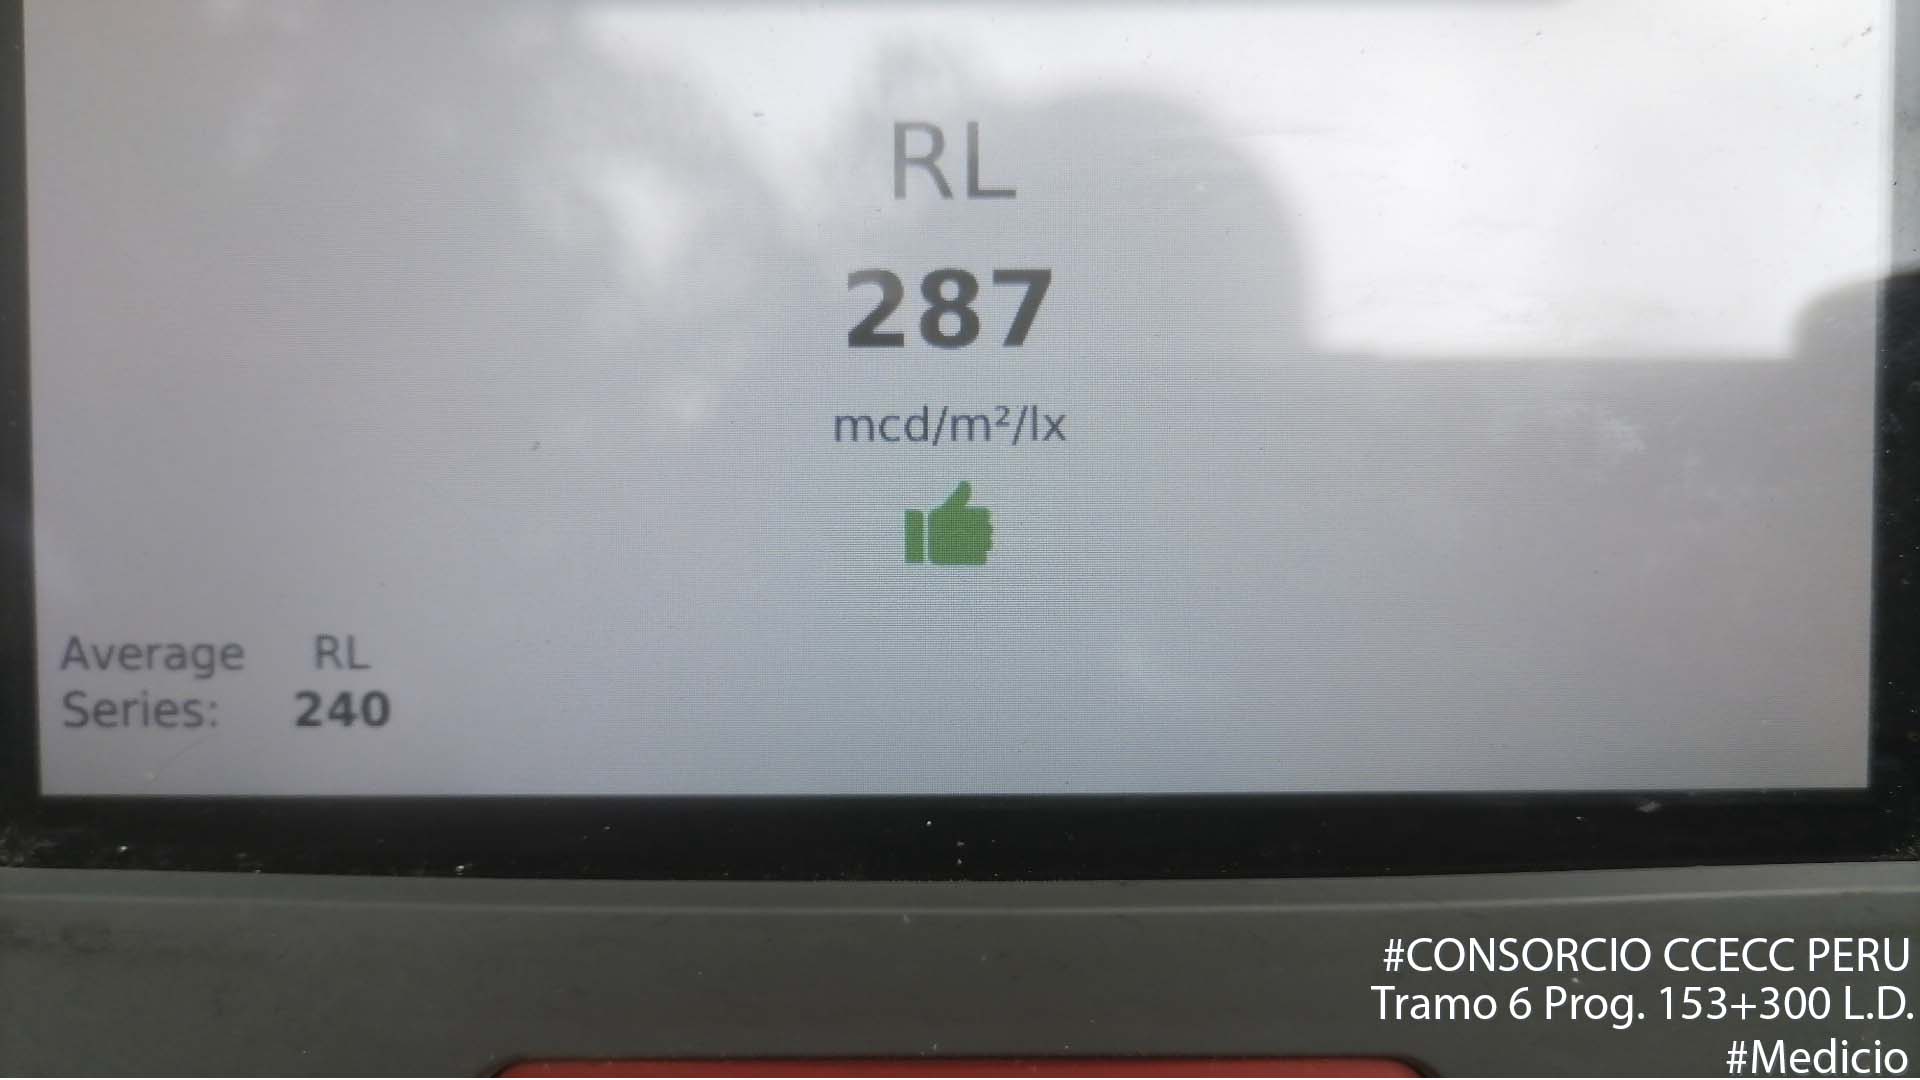 RL
287
mcd/m²/lx
Average RL
Series: 240
#CONSORCIO CCECC PERU
Tramo 6 Prog. 153+300 L.D.
#Medicio